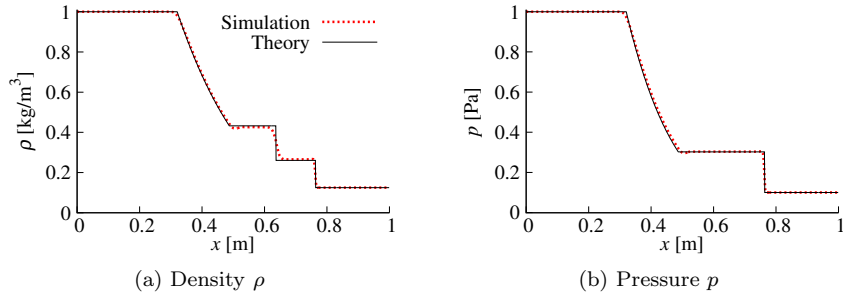 Simulation
Theory
ρ [kg/m³]
1
0.8
0.6
0.4
0.2
0
0 0.2 0.4 0.6 0.8 1
x [m]
(a) Density ρ
p [Pa]
1
0.8
0.6
0.4
0.2
0
0 0.2 0.4 0.6 0.8 1
x [m]
(b) Pressure p